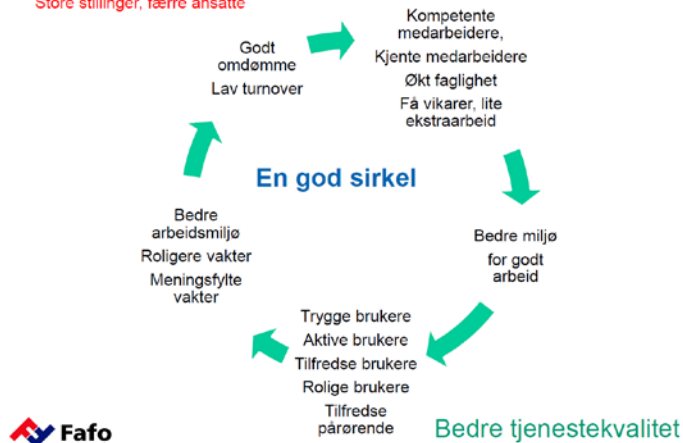 Store stillinger, færre ansatte
Kompetente
medarbeidere,
Kjente medarbeidere
Økt faglighet
Få vikarer, lite
ekstraarbeid
Godt
omdømme
Lav turnover
En god sirkel
Bedre miljø
for godt
arbeid
Bedre
arbeidsmiljø
Roligere vakter
Meningsfylte
vakter
Trygge brukere
Aktive brukere
Tilfredse brukere
Rolige brukere
Tilfredse
pårørende
Fafo
Bedre tjenestekvalitet